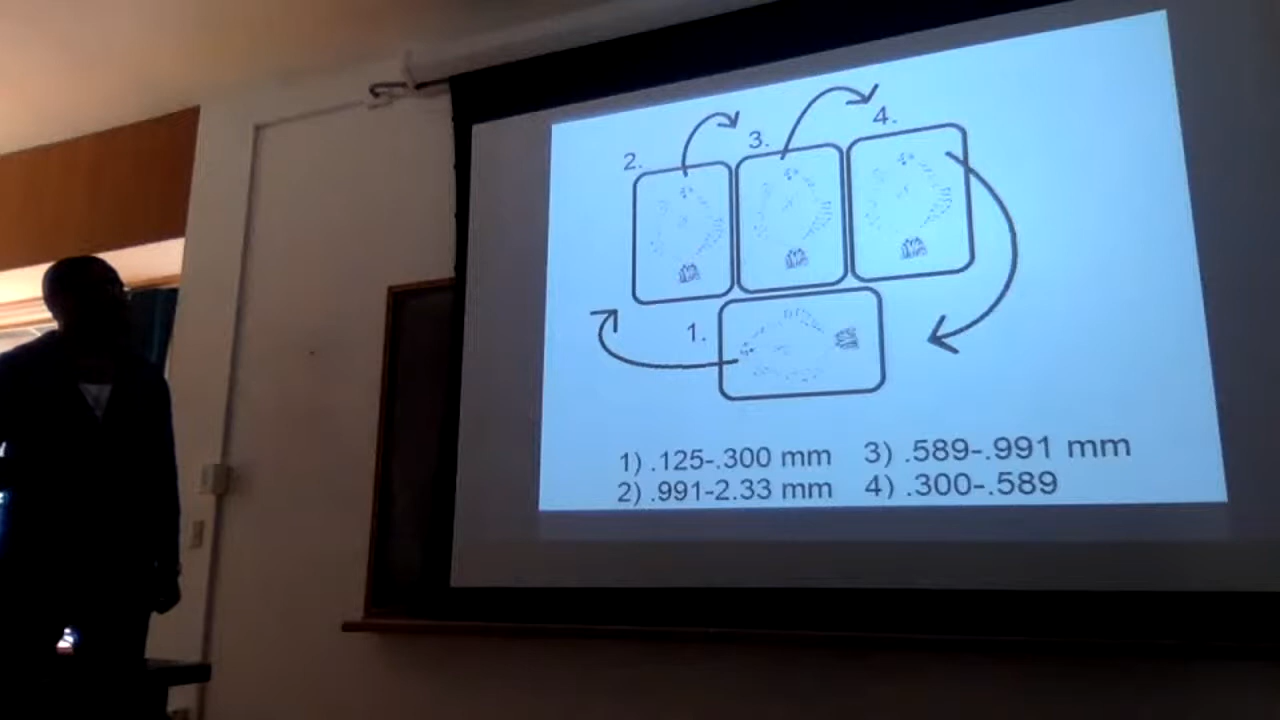 2.
3.
4.
1.
1) .125-.300 mm
3) .589-.991 mm
2) .991-2.33 mm
4) .300-.589